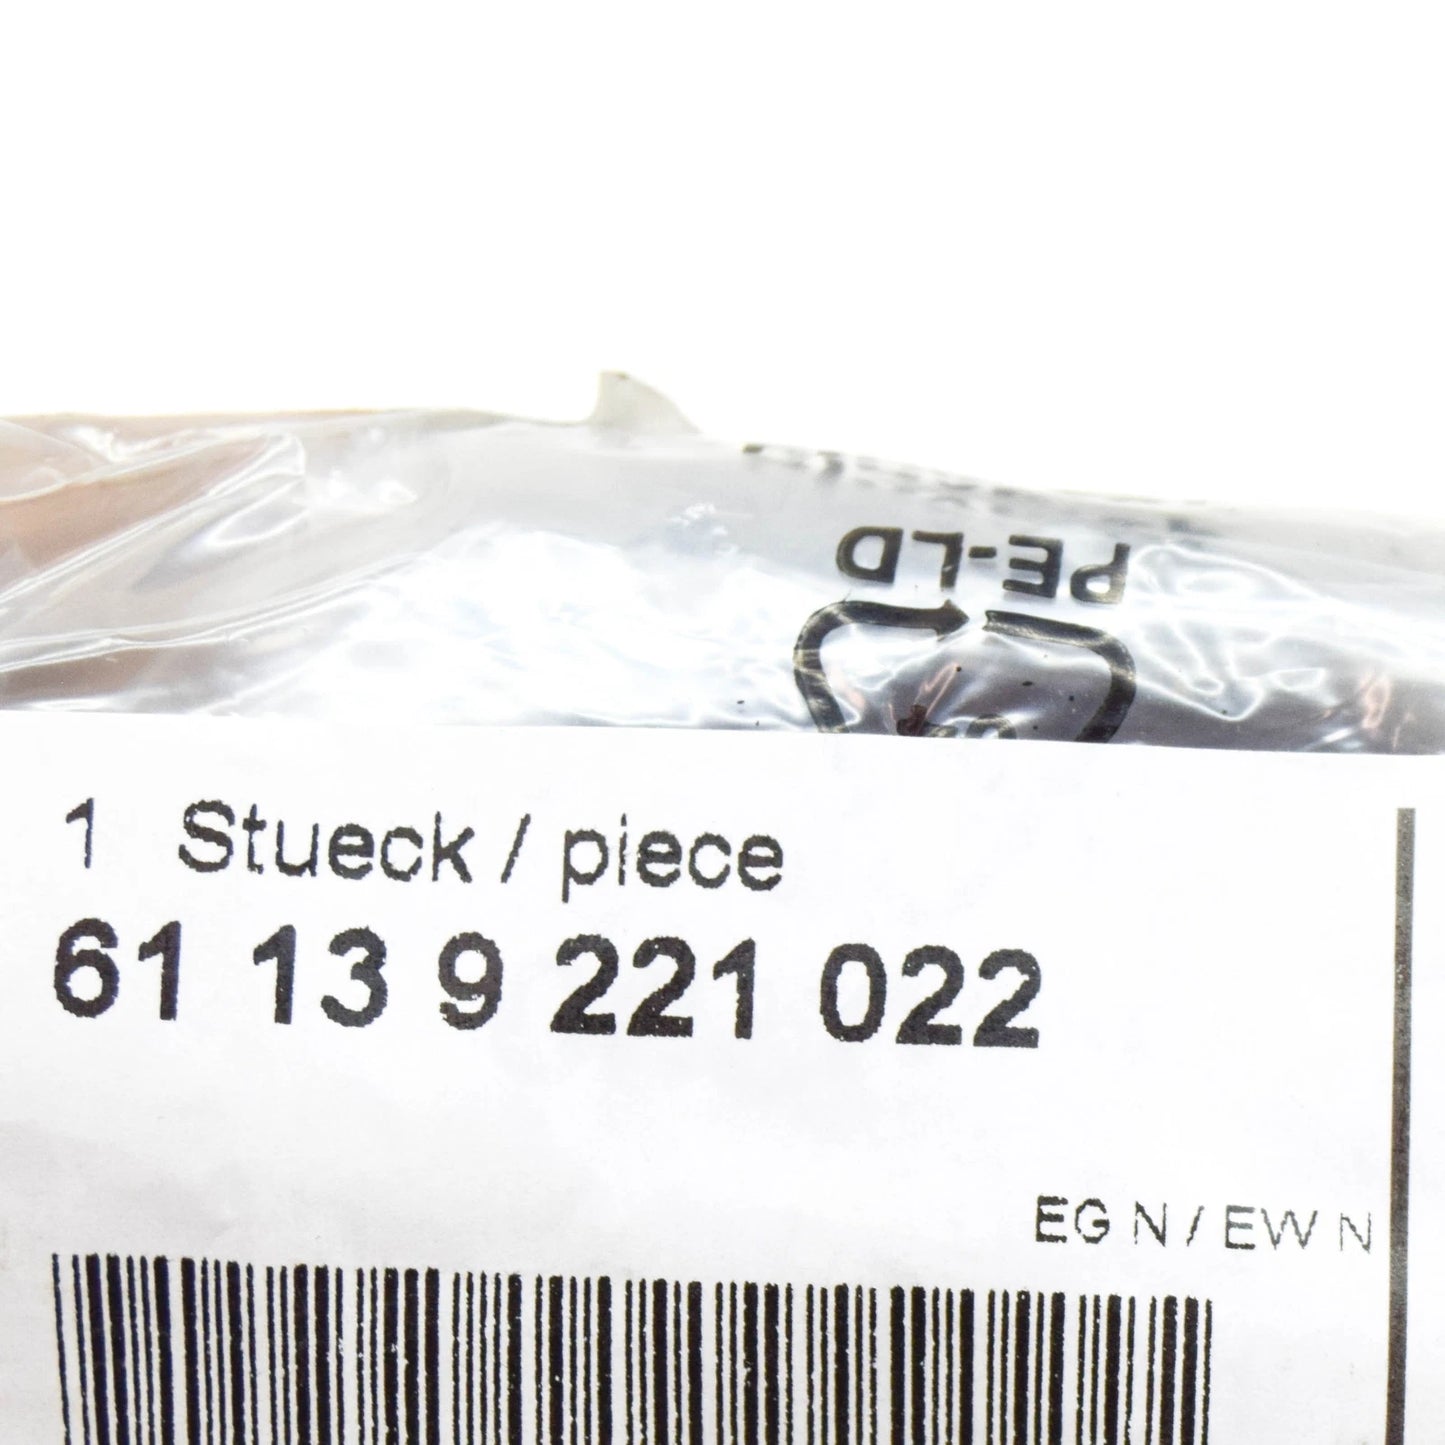 PE-LD
1 Stueck / piece
61 13 9 221 022
EG N / EW N